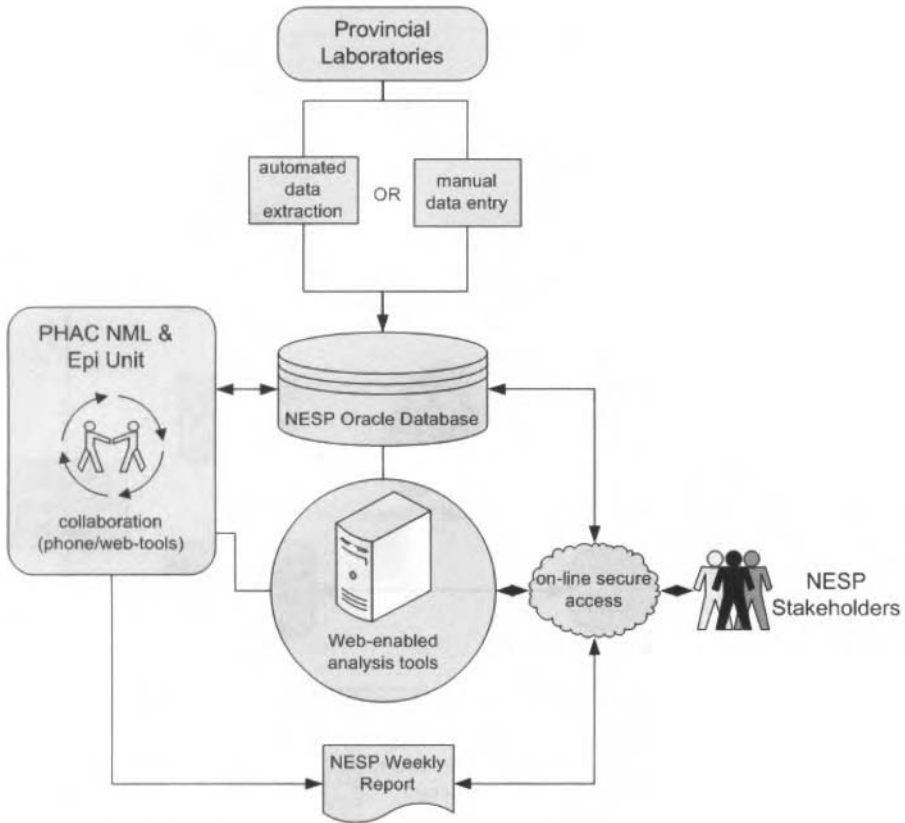 Provincial
Laboratories
automated
data
extraction
OR
manual
data entry
PHAC NML &
Epi Unit
collaboration
(phone/web-tools)
NESP Oracle Database
Web-enabled
analysis tools
on-line secure
access
NESP
Stakeholders
NESP Weekly
Report